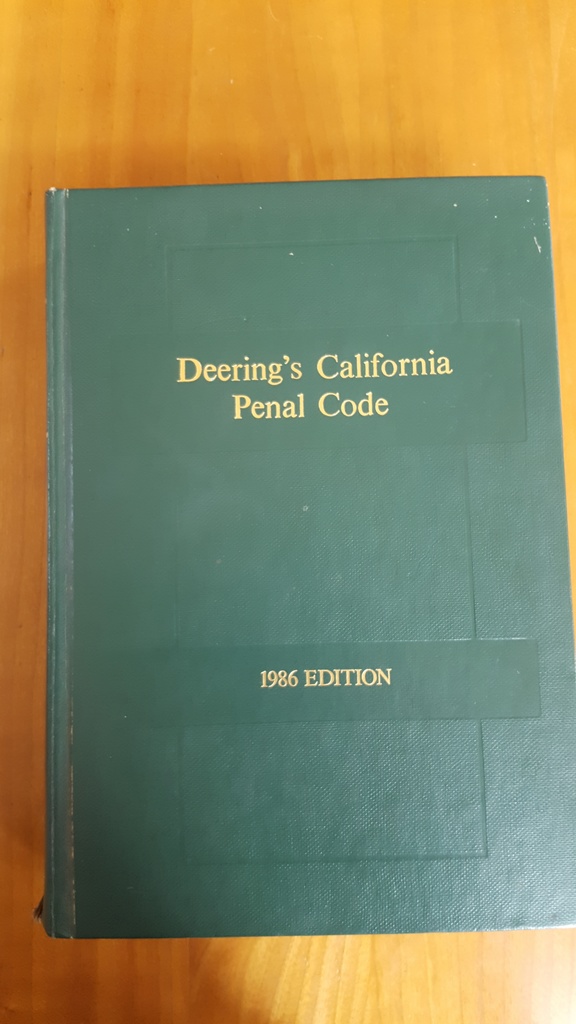 Deering's California
Penal Code
1986 EDITION